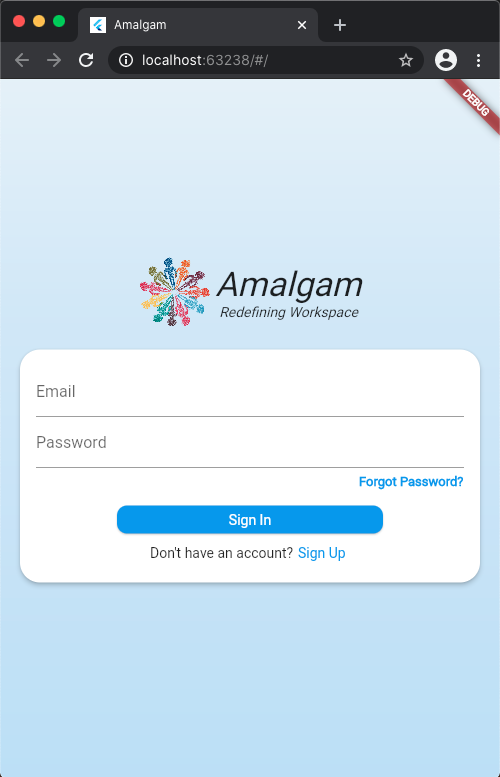 Amalgam
localhost:63238/#/
DEBUG
Amalgam
Redefining Workspace
Email
Password
Forgot Password?
Sign In
Don't have an account? Sign Up